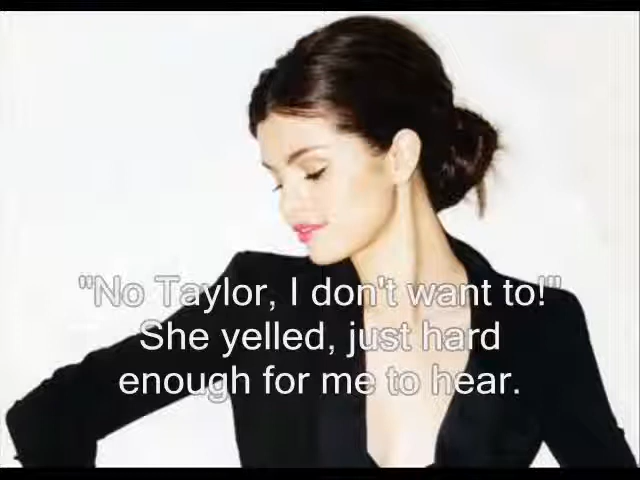 "No Taylor, I don't want to!"
She yelled, just hard
enough for me to hear.